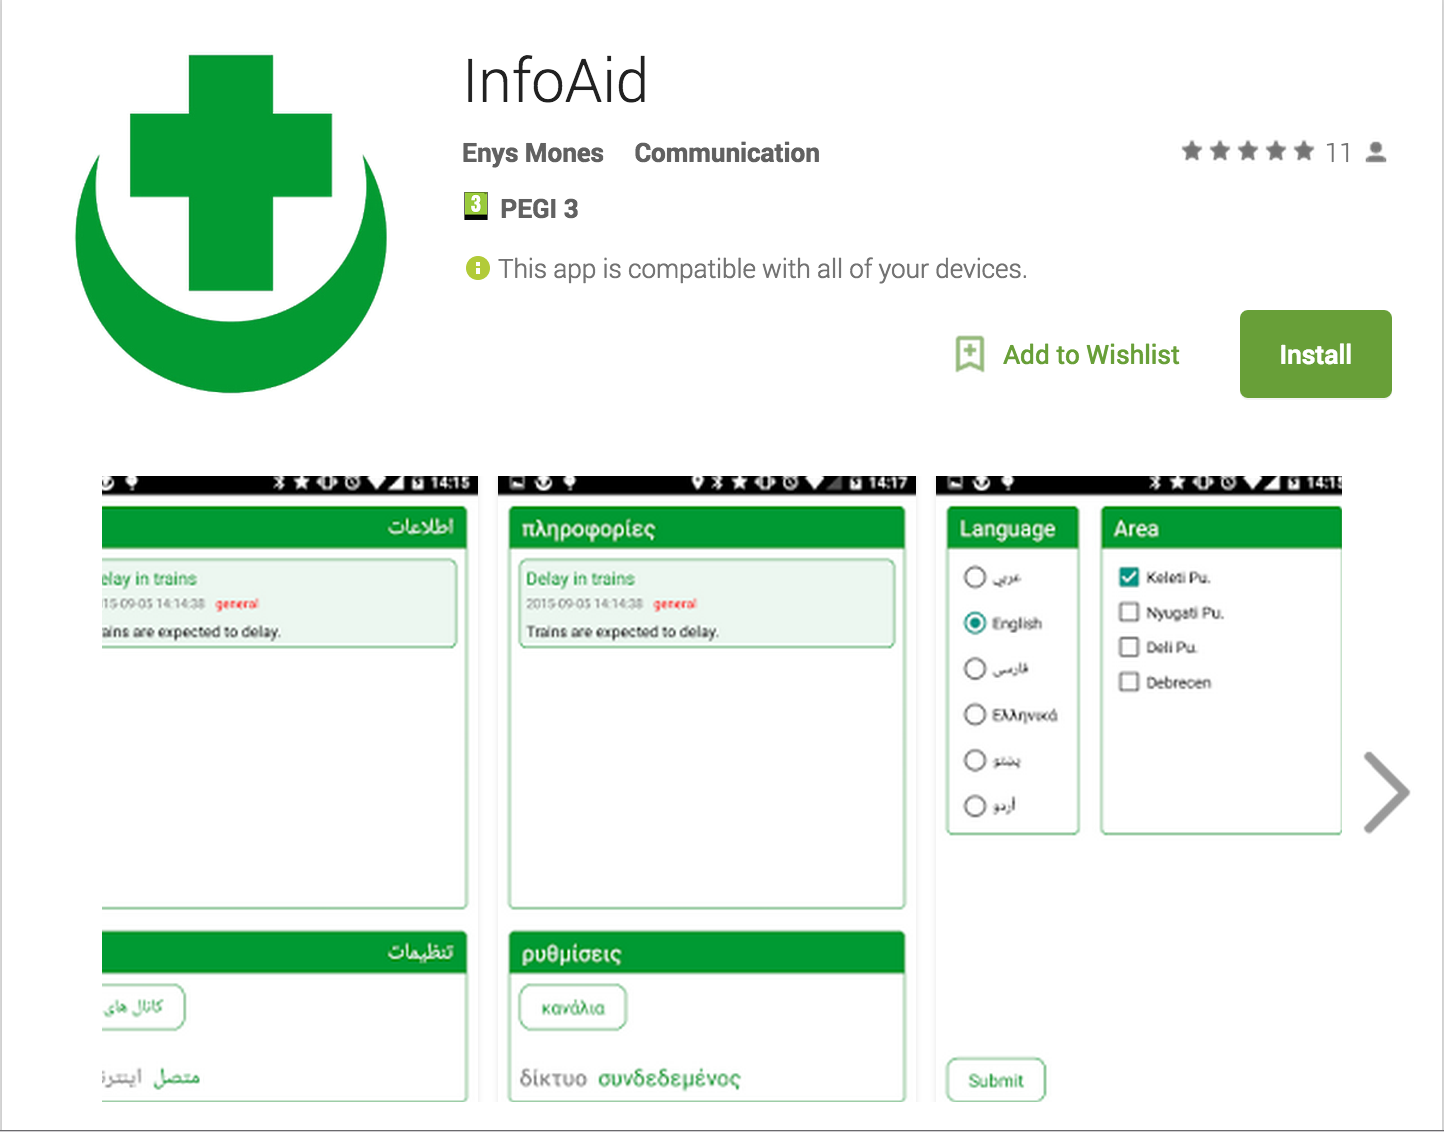 InfoAid
Enys Mones Communication
11
3 PEGI 3
This app is compatible with all of your devices.
Add to Wishlist
Install
14:15
اطلاعات
elay in trains
15-09-05 14:14:38 general
ains are expected to delay.
تنظیمات
کانال های
متصل
14:17
πληροφορίες
Delay in trains
2015-09-05 14:14:38 general
Trains are expected to delay.
ρυθμίσεις
κανάλια
δίκτυο συνδεδεμένος
14:15
Language
عربي
English
فارسی
Ελληνικά
پښتو
اُردو
Area
Keleti Pu.
Nyugati Pu.
Deli Pu.
Debrecen
Submit